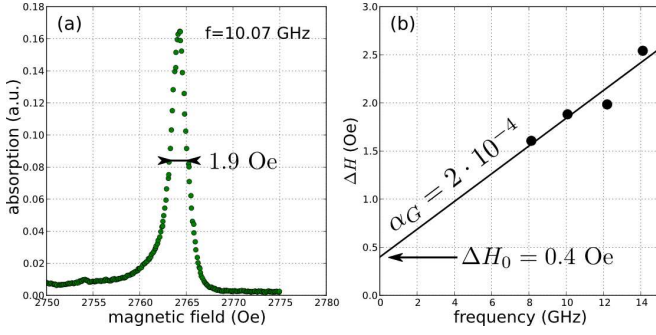 (a)
f=10.07 GHz
1.9 Oe
absorption (a.u.)
0.18
0.16
0.14
0.12
0.10
0.08
0.06
0.04
0.02
0.00
2750 2755 2760 2765 2770 2775 2780
magnetic field (Oe)
(b)
α_G = 2 · 10⁻⁴
ΔH₀ = 0.4 Oe
ΔH (Oe)
3.0
2.5
2.0
1.5
1.0
0.5
0.0
0 2 4 6 8 10 12 14
frequency (GHz)